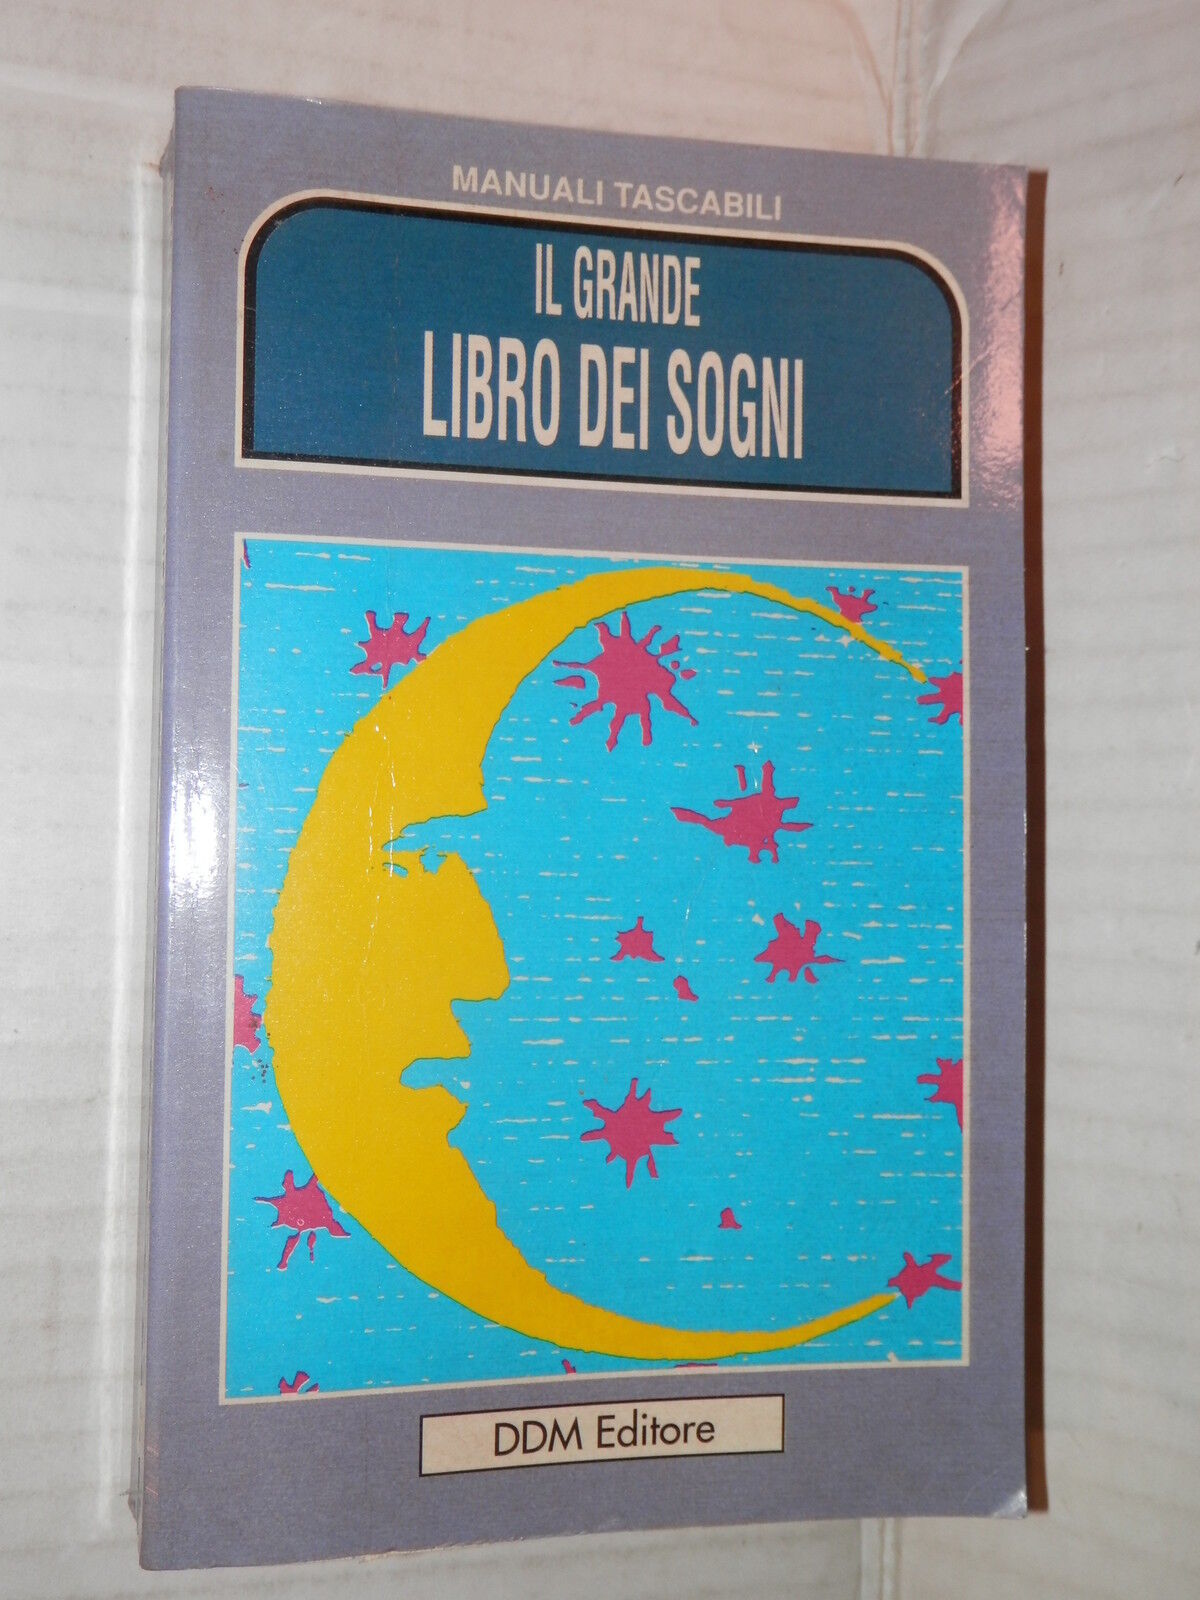 MANUALI TASCABILI
IL GRANDE
LIBRO DEI SOGNI
DDM Editore